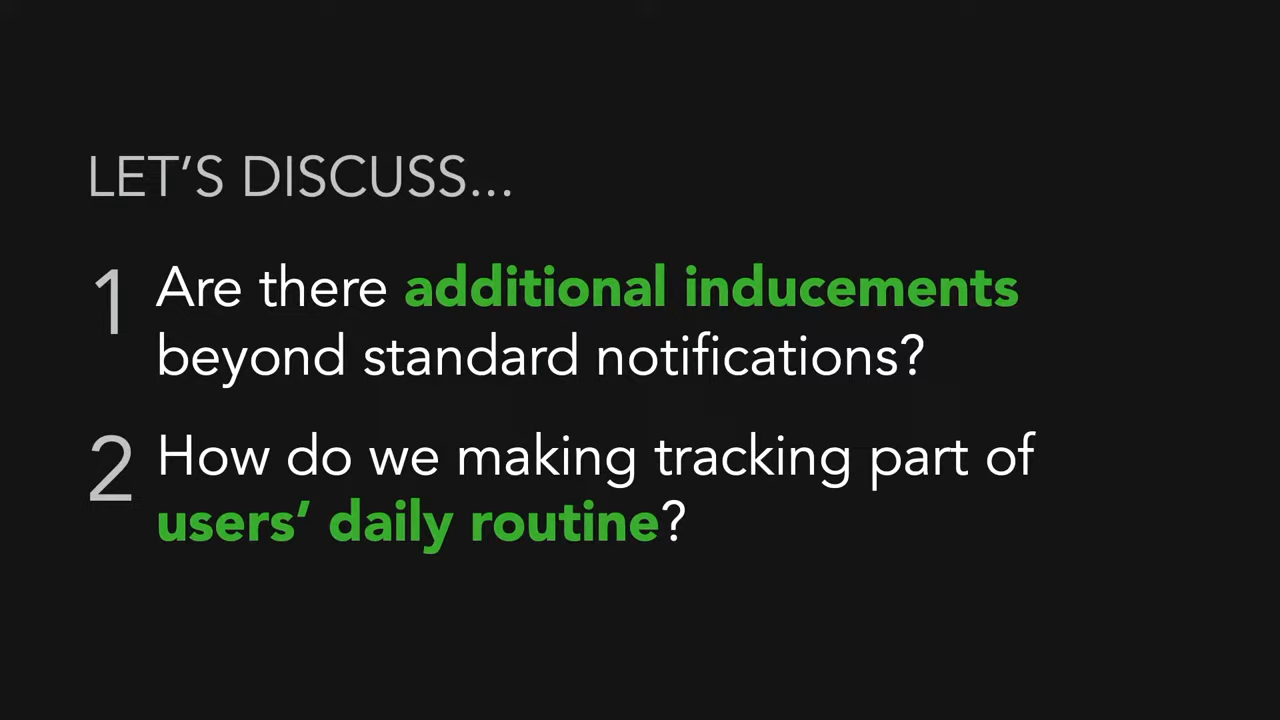 LET’S DISCUSS...
1 Are there additional inducements
beyond standard notifications?
2 How do we making tracking part of
users’ daily routine?